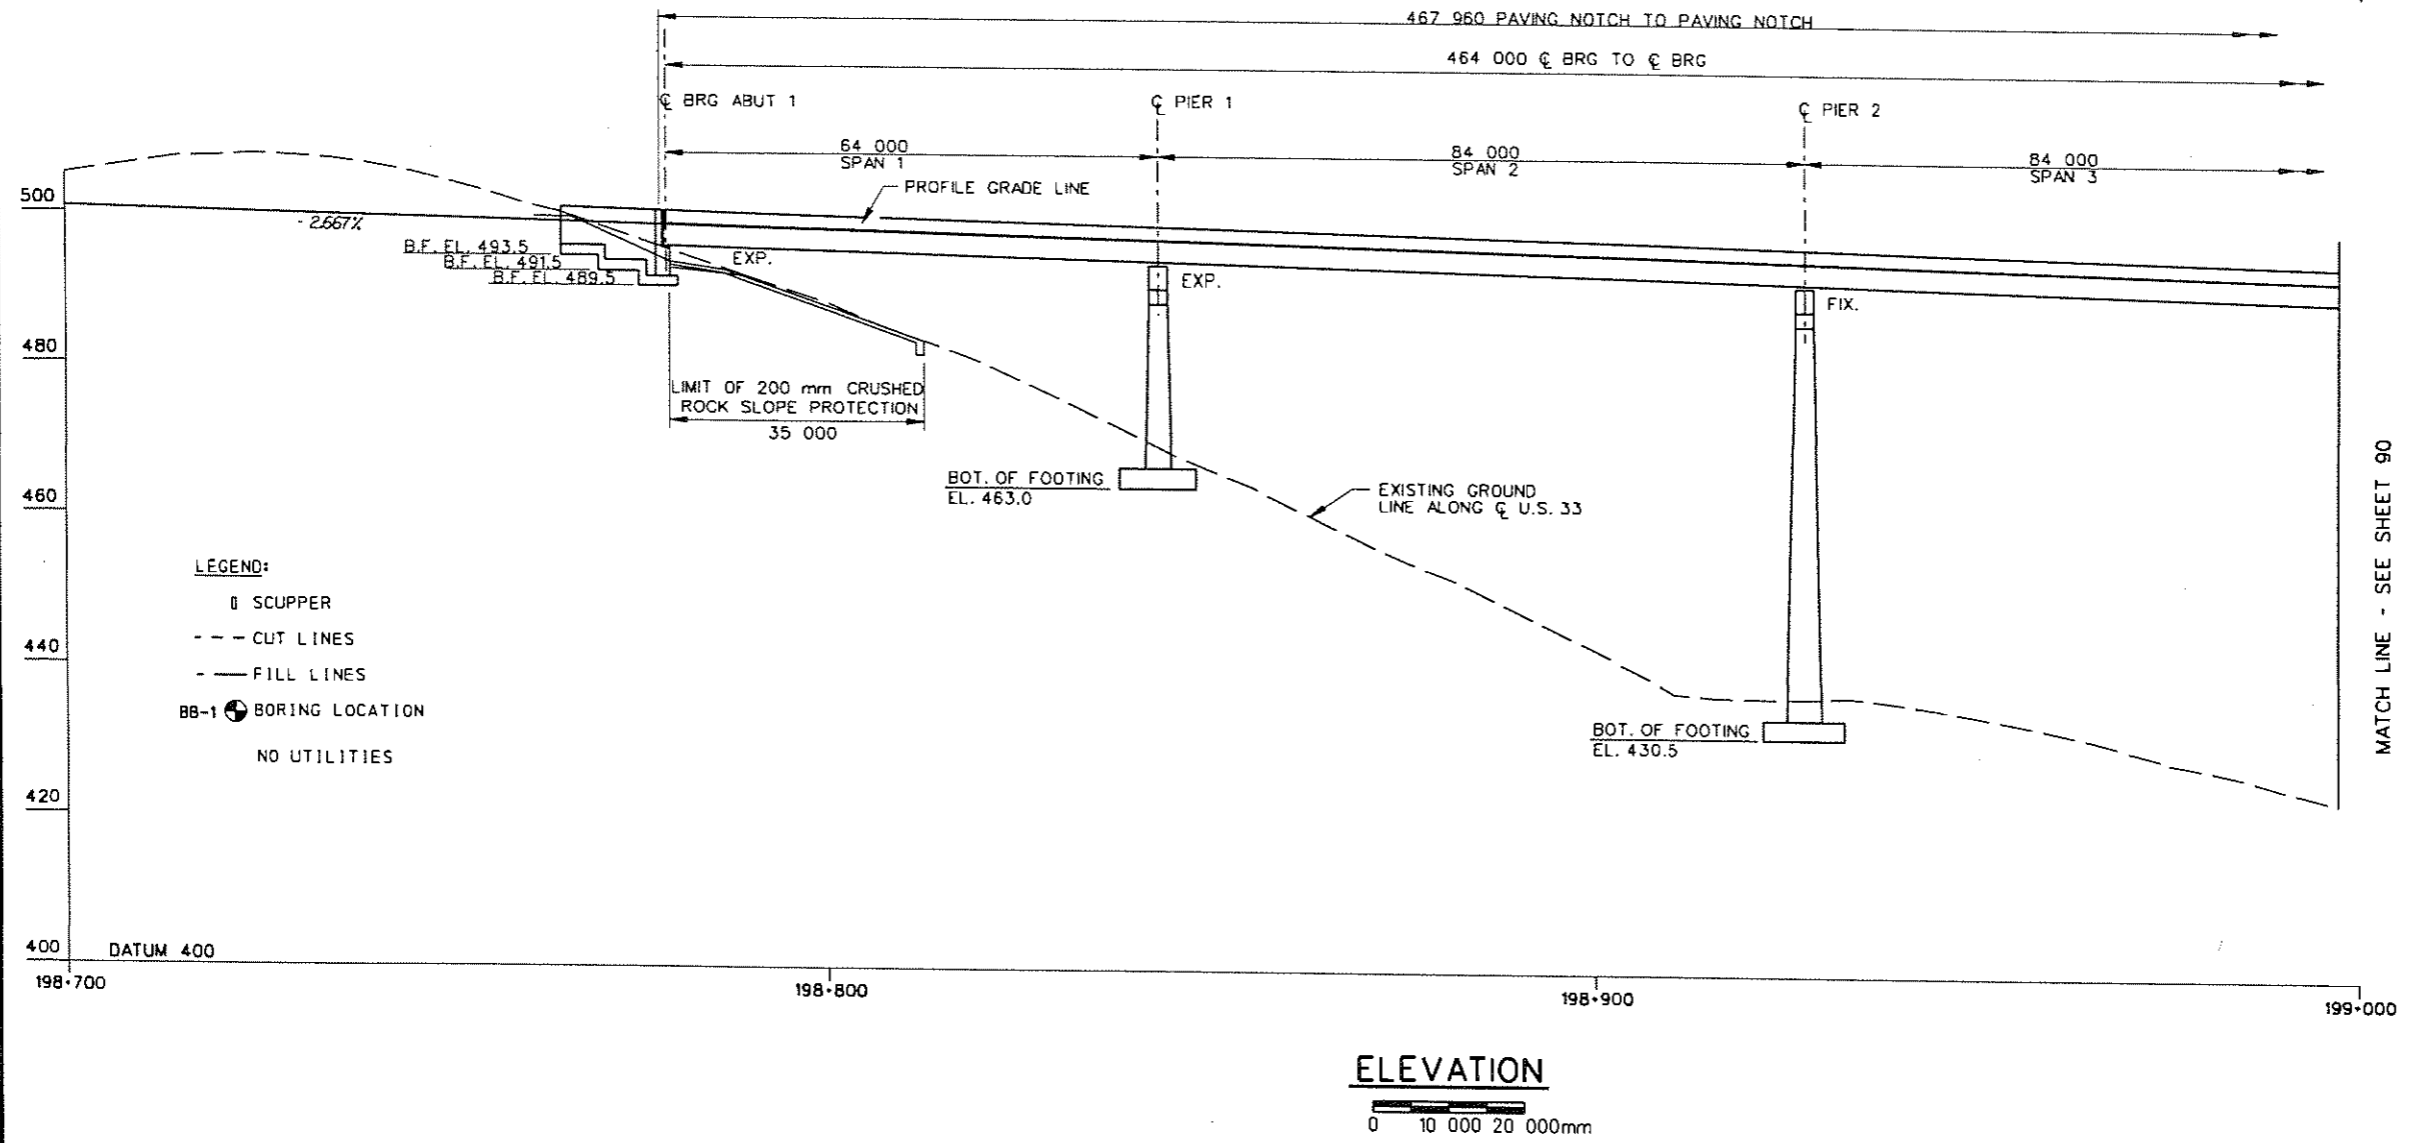 467 960 PAVING NOTCH TO PAVING NOTCH
464 000 ℄ BRG TO ℄ BRG
℄ BRG ABUT 1
℄ PIER 1
℄ PIER 2
64 000
SPAN 1
84 000
SPAN 2
84 000
SPAN 3
PROFILE GRADE LINE
500
- 2.667%
B.F. EL. 493.5
B.F. EL. 491.5
B.F. EL. 489.5
EXP.
EXP.
FIX.
480
LIMIT OF 200 mm CRUSHED
ROCK SLOPE PROTECTION
35 000
460
BOT. OF FOOTING
EL. 463.0
EXISTING GROUND
LINE ALONG ℄ U.S. 33
MATCH LINE - SEE SHEET 90
LEGEND:
SCUPPER
CUT LINES
FILL LINES
BB-1 BORING LOCATION
NO UTILITIES
440
BOT. OF FOOTING
EL. 430.5
420
400
DATUM 400
198+700
198+800
198+900
199+000
ELEVATION
0 10 000 20 000mm